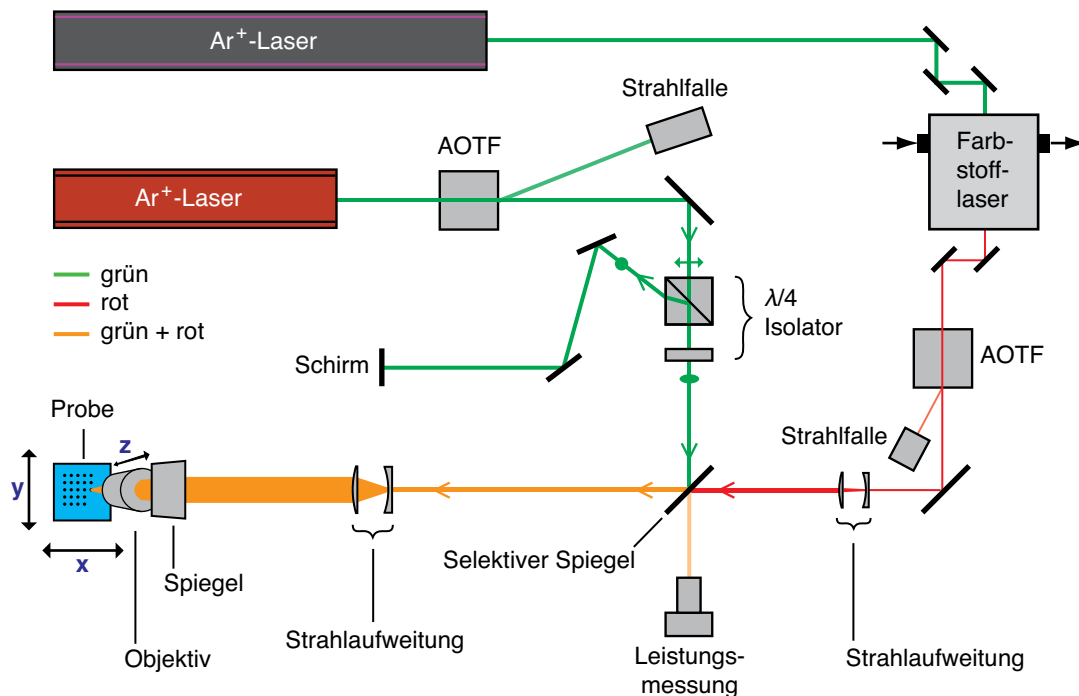 Ar⁺-Laser
Strahlfalle
AOTF
Farb-
stoff-
laser
Ar⁺-Laser
grün
rot
grün + rot
λ/4
Isolator
Schirm
AOTF
Probe
z
Strahlfalle
y
x
Selektiver Spiegel
Spiegel
Strahlaufweitung
Objektiv
Leistungs-
messung
Strahlaufweitung